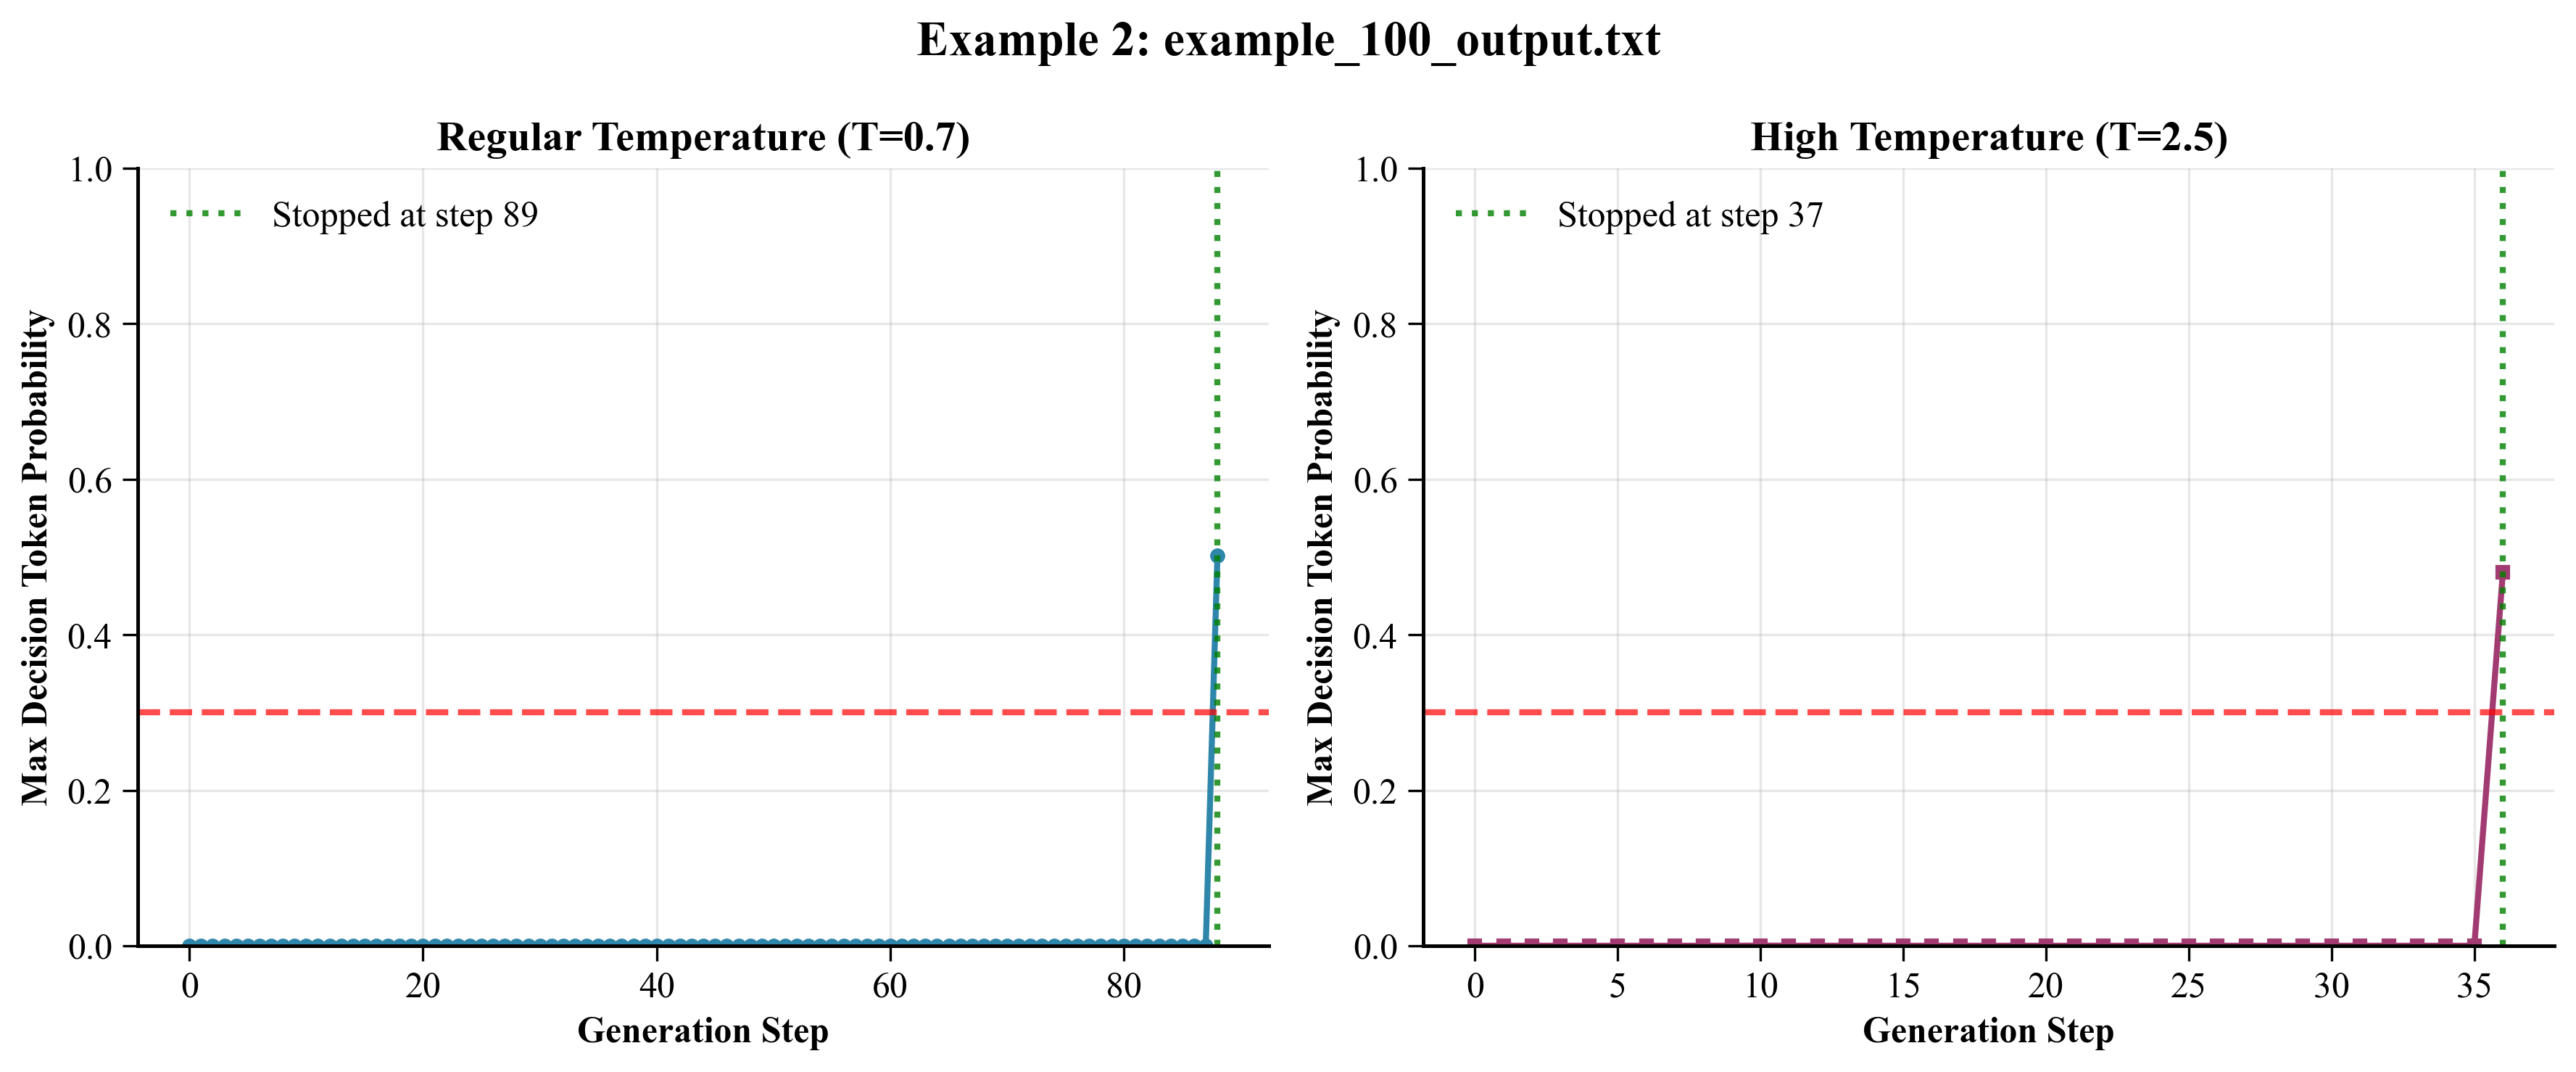 Example 2: example_100_output.txt
Regular Temperature (T=0.7)
Stopped at step 89
Max Decision Token Probability
1.0
0.8
0.6
0.4
0.2
0.0
0 20 40 60 80
Generation Step
High Temperature (T=2.5)
Stopped at step 37
Max Decision Token Probability
1.0
0.8
0.6
0.4
0.2
0.0
0 5 10 15 20 25 30 35
Generation Step